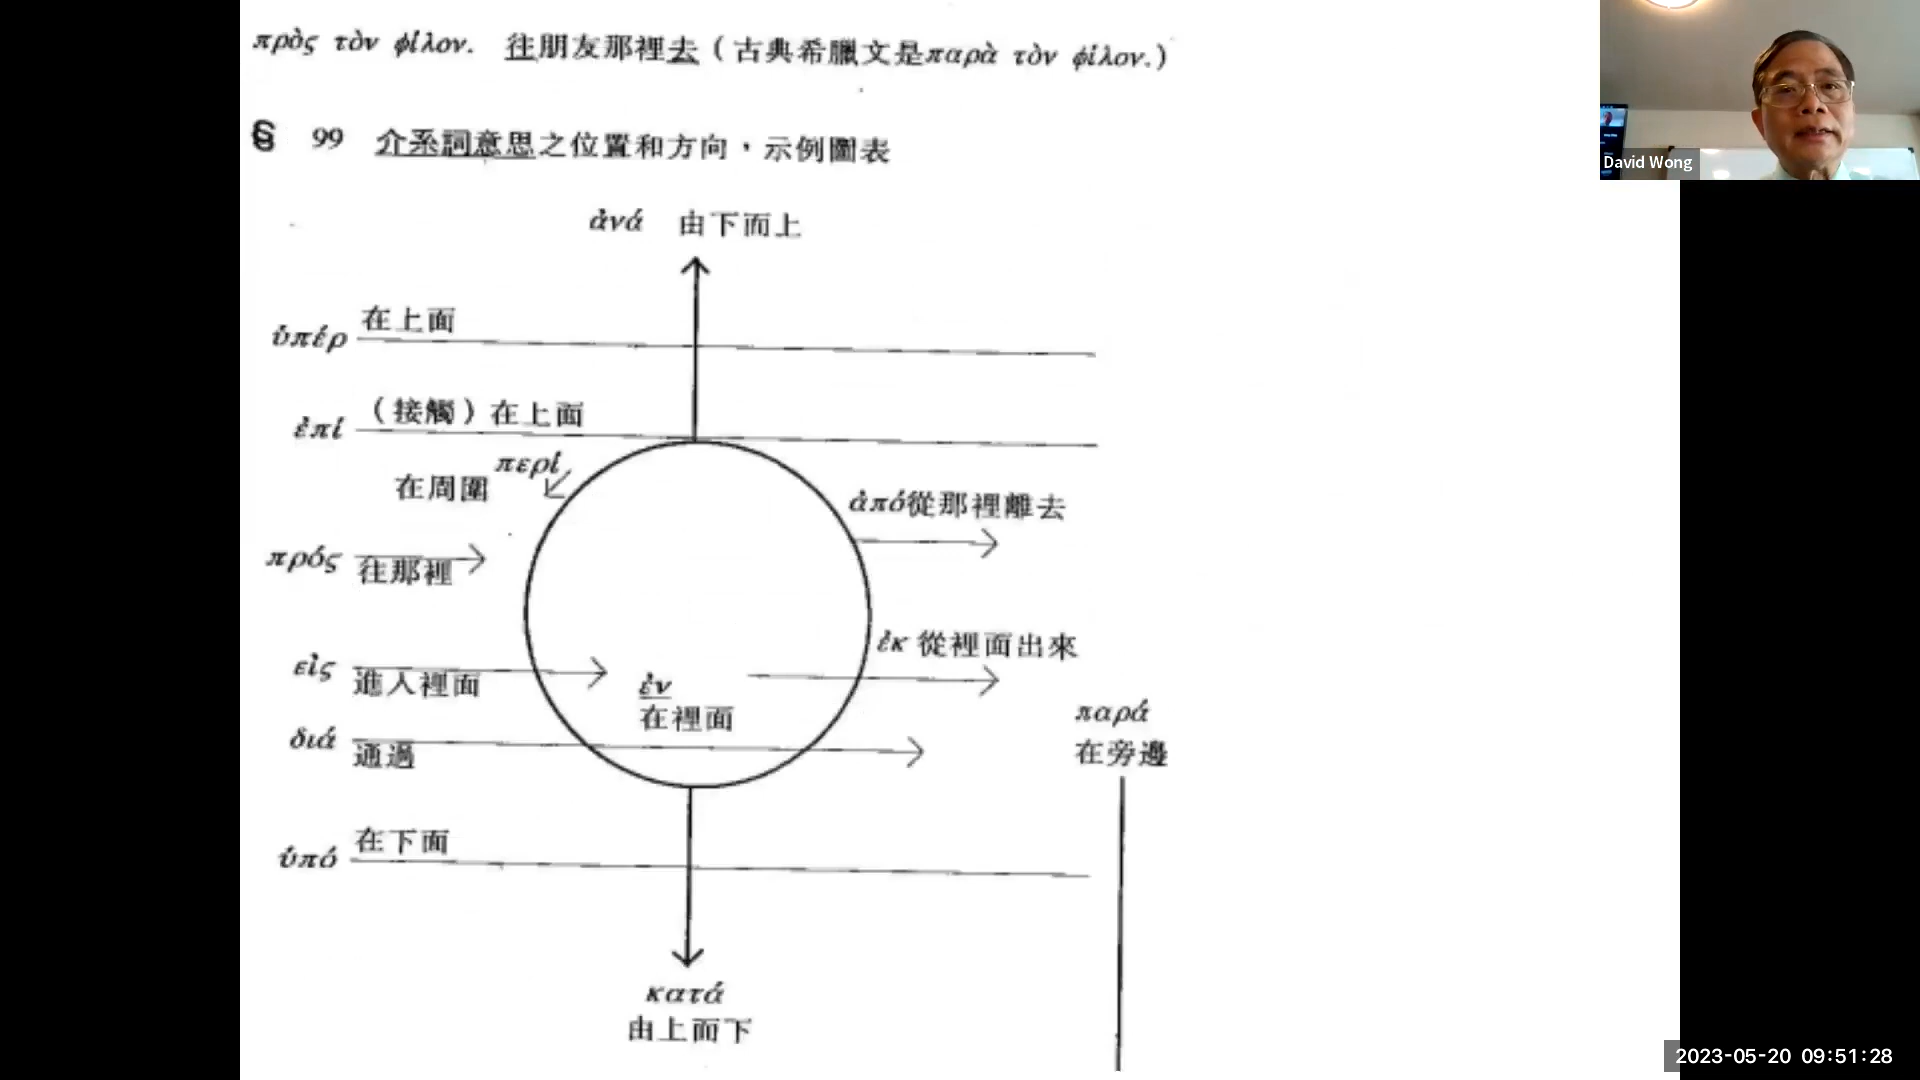 πρὸς τὸν φίλον. 往朋友那裡去（古典希臘文是παρὰ τὸν φίλον.）
§ 99 介系詞意思之位置和方向，示例圖表
ἀνά 由下而上
ὑπέρ 在上面
ἐπί （接觸）在上面
περί
在周圍
ἀπό從那裡離去
πρός 往那裡
ἐκ 從裡面出來
εἰς 進入裡面
ἐν
在裡面
διά 通過
παρά
在旁邊
ὑπό 在下面
κατά
由上而下
David Wong
2023-05-20 09:51:28